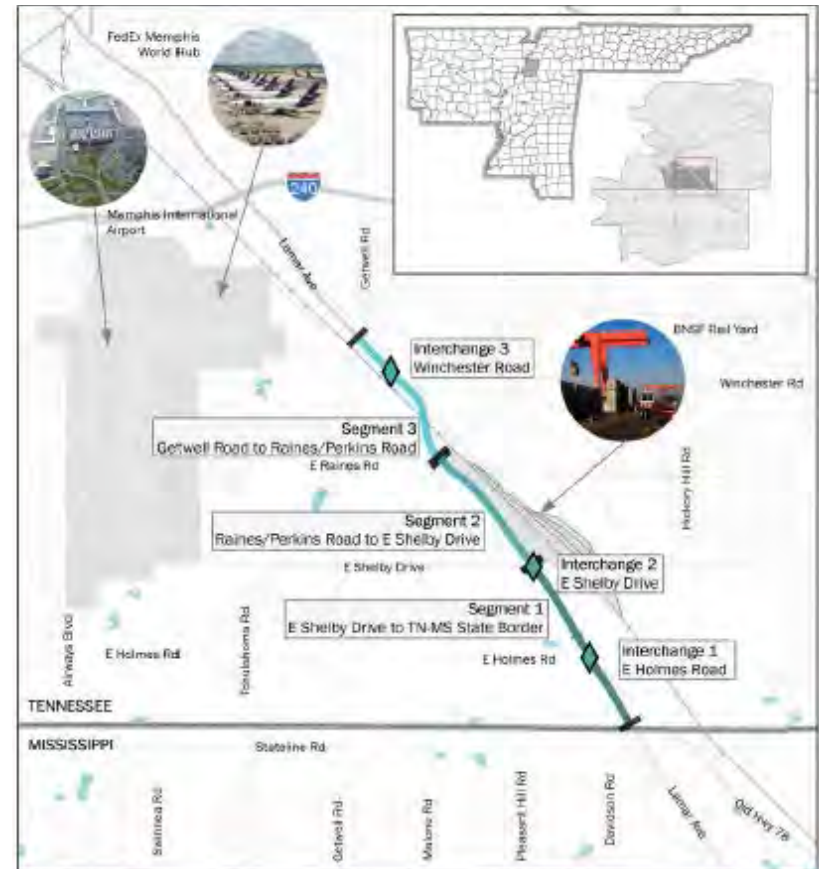 FedEx Memphis
World Hub
240
Memphis International
Airport
Lamar Ave
Getwell Rd
BNSF Rail Yard
Interchange 3
Winchester Road
Winchester Rd
Segment 3
Getwell Road to Raines/Perkins Road
E Raines Rd
Hickory Hill Rd
Segment 2
Raines/Perkins Road to E Shelby Drive
E Shelby Drive
Interchange 2
E Shelby Drive
Segment 1
E Shelby Drive to TN-MS State Border
Airways Blvd
E Holmes Rd
Tchulahoma Rd
E Holmes Rd
Interchange 1
E Holmes Road
TENNESSEE
MISSISSIPPI
Stateline Rd
Swinnea Rd
Getwell Rd
Malone Rd
Pleasant Hill Rd
Davidson Rd
Lamar Ave
Old Hwy 78